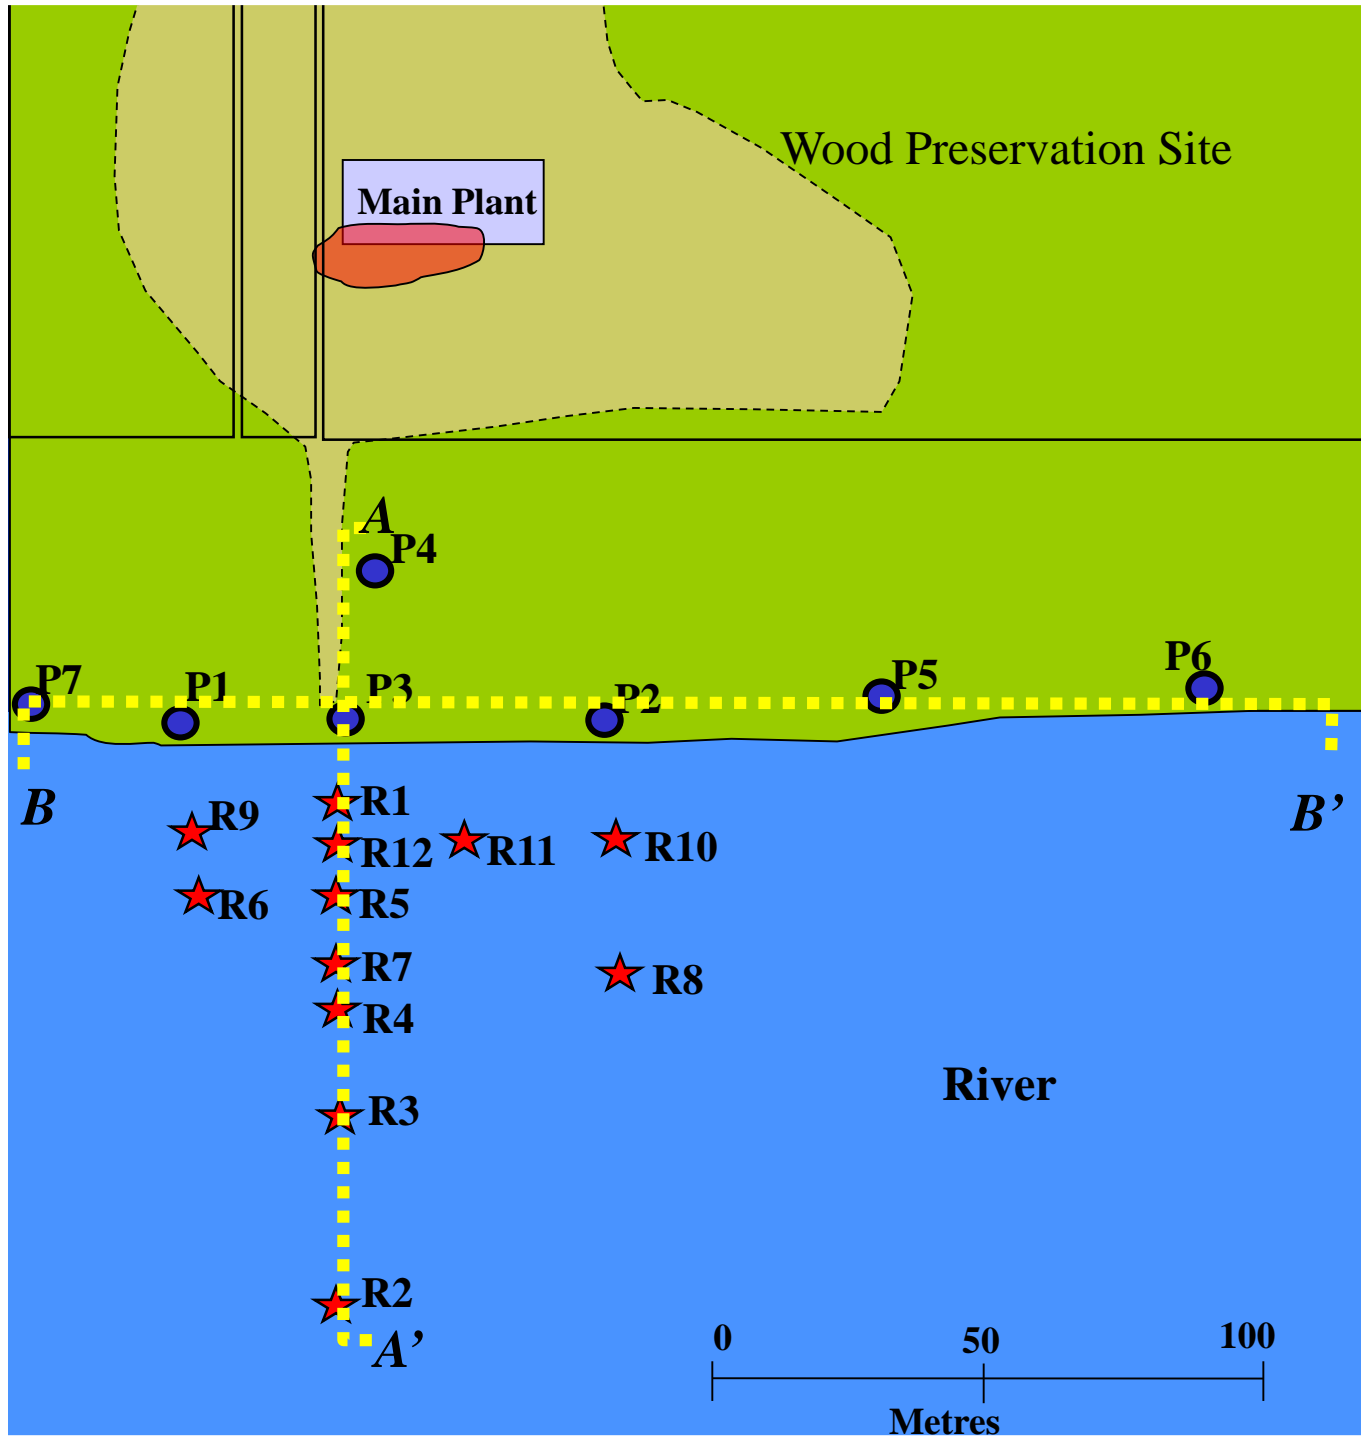 Wood Preservation Site
Main Plant
A
P4
P7
P1
P3
P2
P5
P6
B
B’
R9
R1
R12
R11
R10
R6
R5
R7
R8
R4
R3
River
R2
A’
0
50
100
Metres